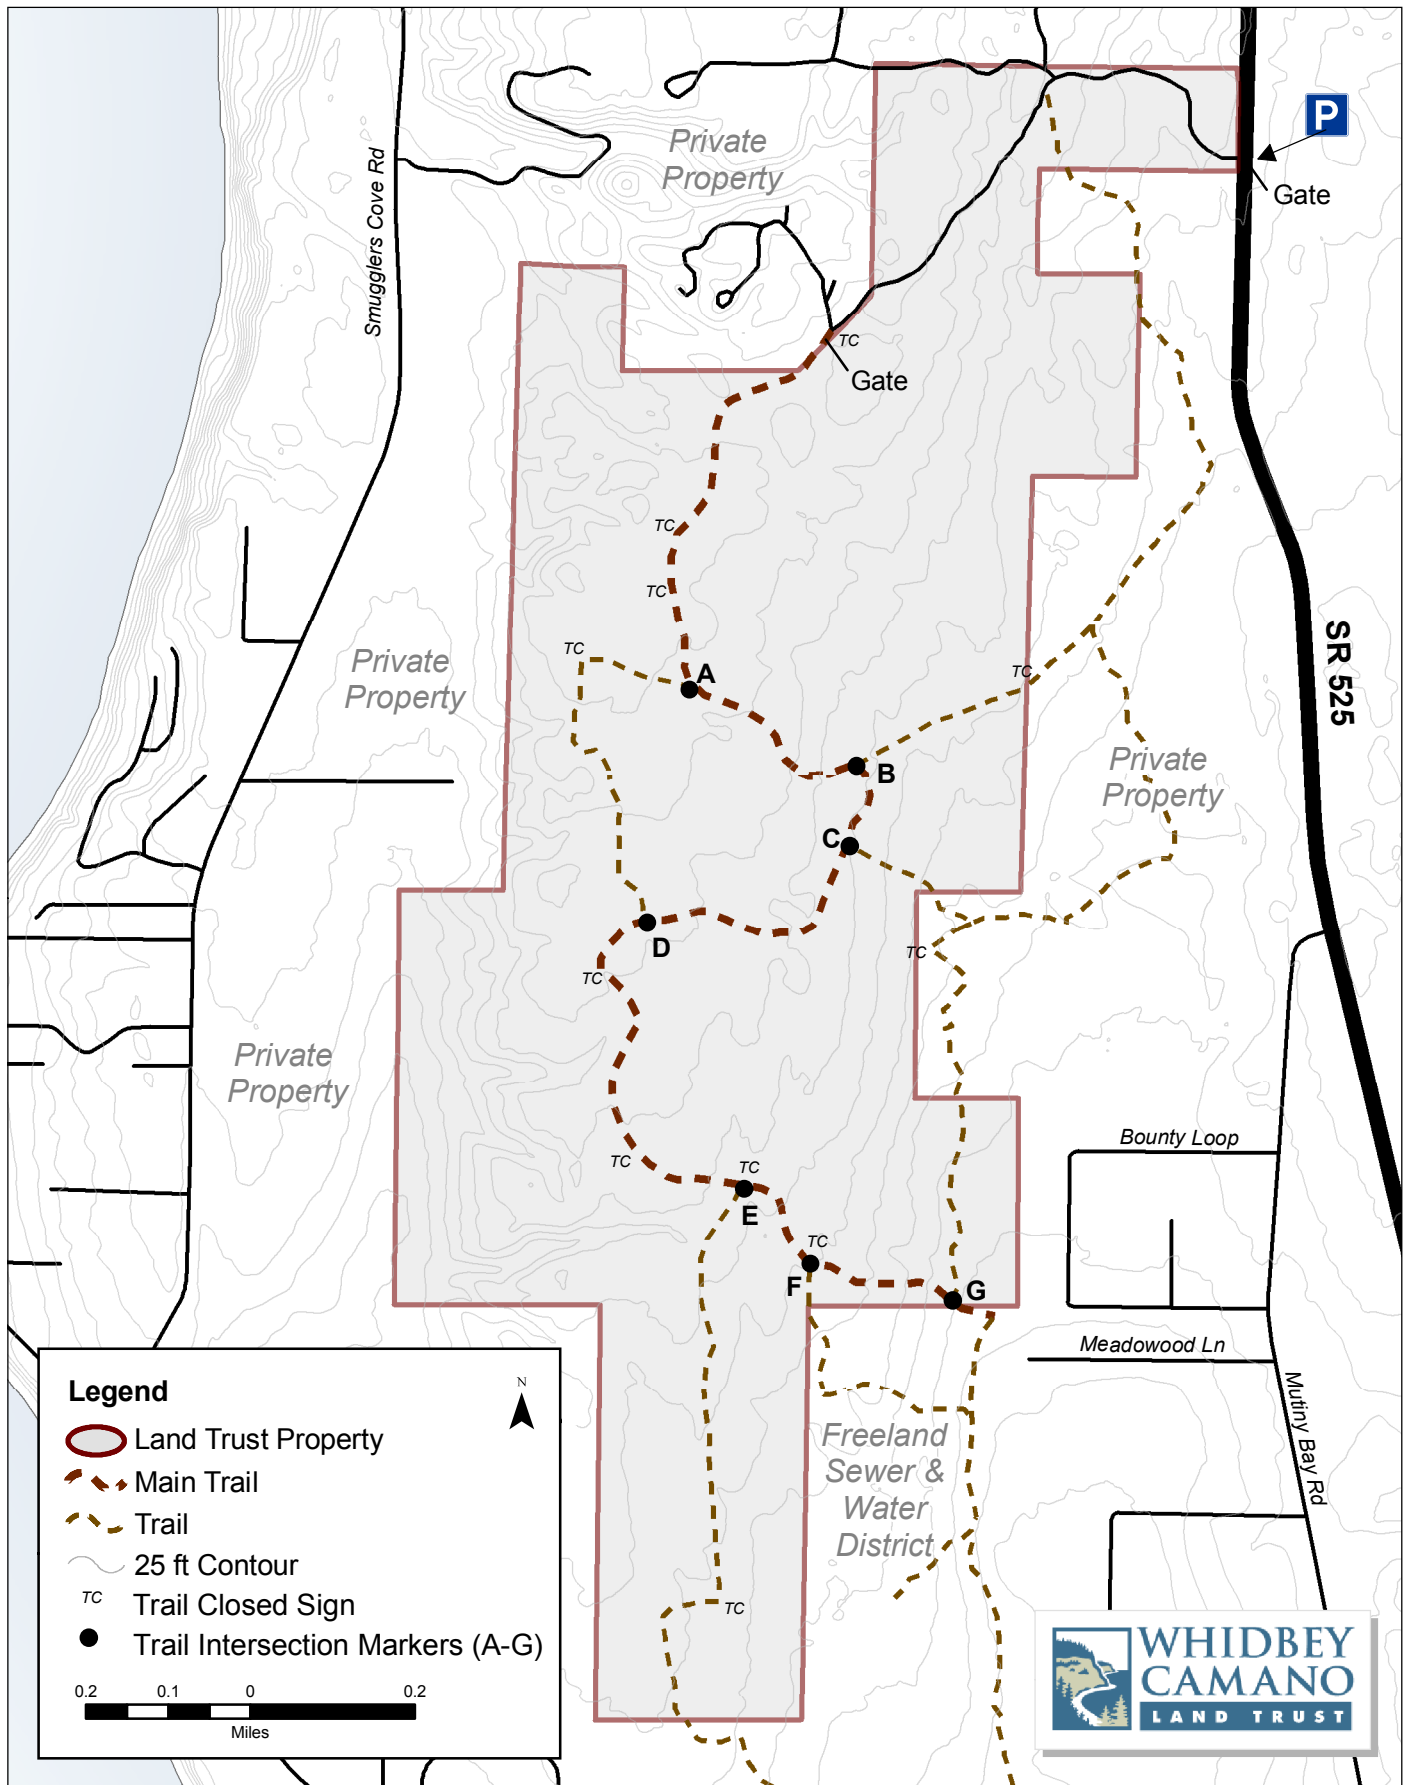 P
Gate
Private
Property
Smugglers Cove Rd
TC
Gate
TC
TC
TC
A
TC
SR 525
Private
Property
B
Private
Property
C
D
TC
TC
Private
Property
Bounty Loop
TC
TC
E
TC
F
G
Meadowood Ln
Mutiny Bay Rd
Freeland
Sewer &
Water
District
TC
Legend
N
Land Trust Property
Main Trail
Trail
25 ft Contour
TC Trail Closed Sign
Trail Intersection Markers (A-G)
0.2 0.1 0 0.2
Miles
WHIDBEY
CAMANO
LAND TRUST